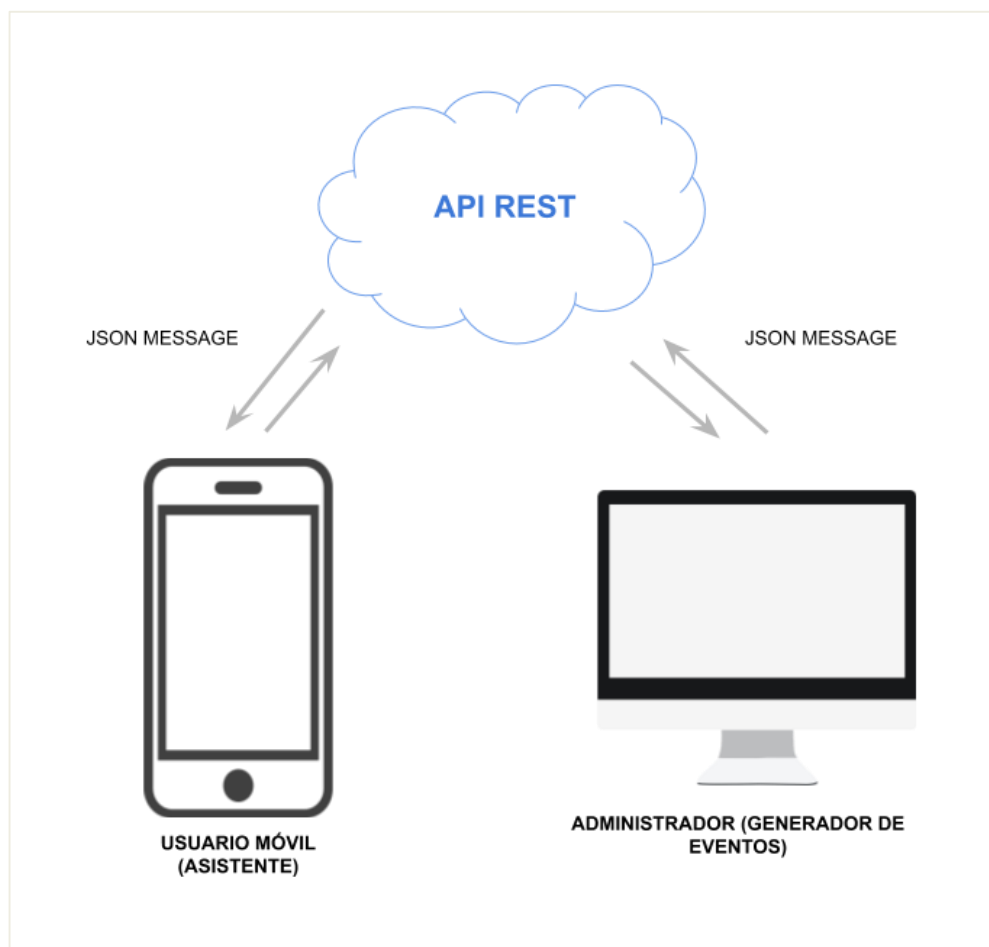 API REST
JSON MESSAGE
JSON MESSAGE
USUARIO MÓVIL
(ASISTENTE)
ADMINISTRADOR (GENERADOR DE
EVENTOS)